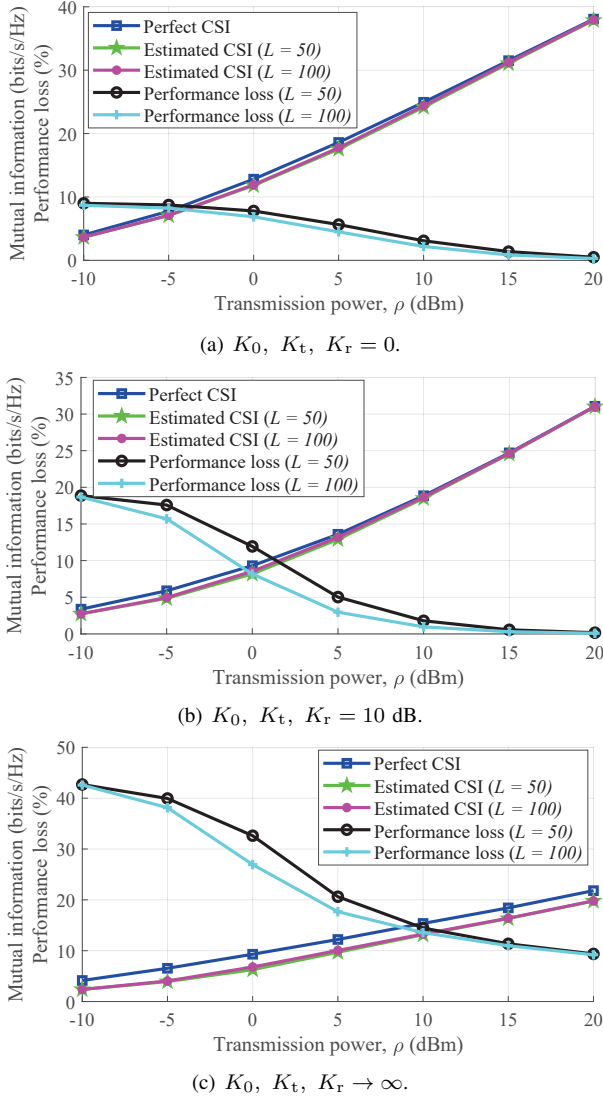 40
30
20
10
0
Mutual information (bits/s/Hz)
Performance loss (%)
Perfect CSI
Estimated CSI (L = 50)
Estimated CSI (L = 100)
Performance loss (L = 50)
Performance loss (L = 100)
-10 -5 0 5 10 15 20
Transmission power, ρ (dBm)
(a) K₀, Kₜ, Kᵣ = 0.
35
30
25
20
15
10
5
0
Mutual information (bits/s/Hz)
Performance loss (%)
Perfect CSI
Estimated CSI (L = 50)
Estimated CSI (L = 100)
Performance loss (L = 50)
Performance loss (L = 100)
-10 -5 0 5 10 15 20
Transmission power, ρ (dBm)
(b) K₀, Kₜ, Kᵣ = 10 dB.
50
40
30
20
10
0
Mutual information (bits/s/Hz)
Performance loss (%)
Perfect CSI
Estimated CSI (L = 50)
Estimated CSI (L = 100)
Performance loss (L = 50)
Performance loss (L = 100)
-10 -5 0 5 10 15 20
Transmission power, ρ (dBm)
(c) K₀, Kₜ, Kᵣ → ∞.